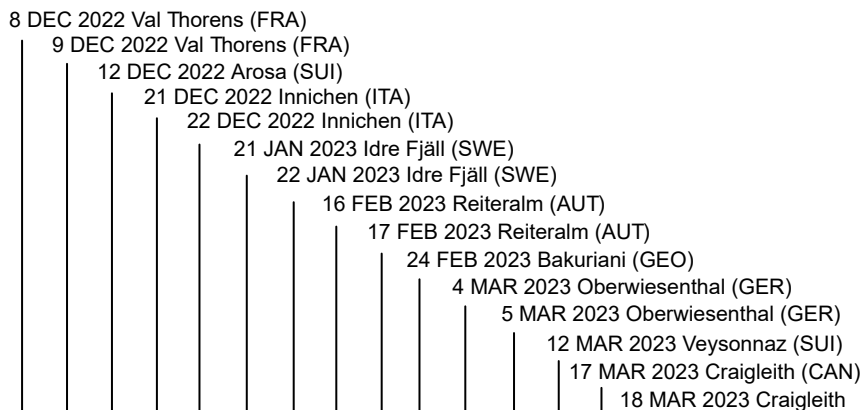 8 DEC 2022 Val Thorens (FRA)
9 DEC 2022 Val Thorens (FRA)
12 DEC 2022 Arosa (SUI)
21 DEC 2022 Innichen (ITA)
22 DEC 2022 Innichen (ITA)
21 JAN 2023 Idre Fjäll (SWE)
22 JAN 2023 Idre Fjäll (SWE)
16 FEB 2023 Reiteralm (AUT)
17 FEB 2023 Reiteralm (AUT)
24 FEB 2023 Bakuriani (GEO)
4 MAR 2023 Oberwiesenthal (GER)
5 MAR 2023 Oberwiesenthal (GER)
12 MAR 2023 Veysonnaz (SUI)
17 MAR 2023 Craigleith (CAN)
18 MAR 2023 Craigleith